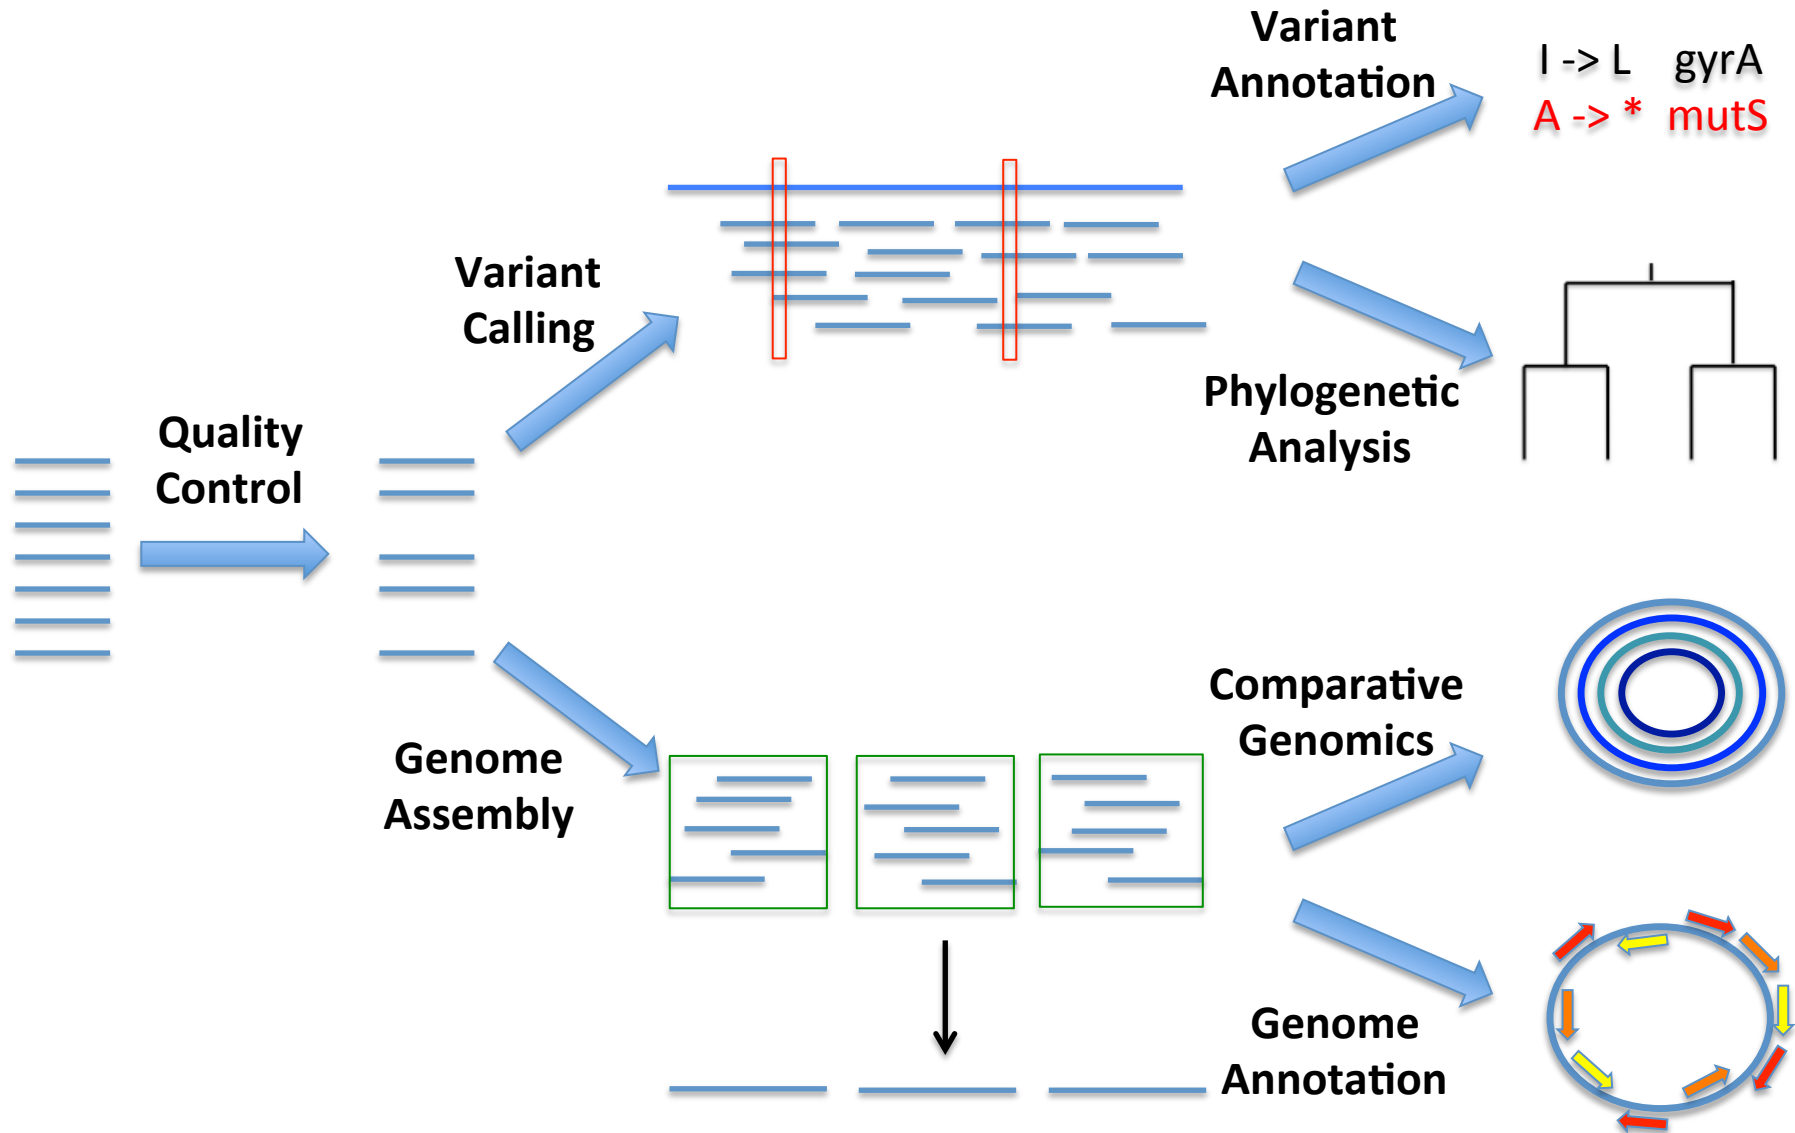 Variant
Annotation
I -> L gyrA
A -> * mutS
Variant
Calling
Phylogenetic
Analysis
Quality
Control
Genome
Assembly
Comparative
Genomics
Genome
Annotation